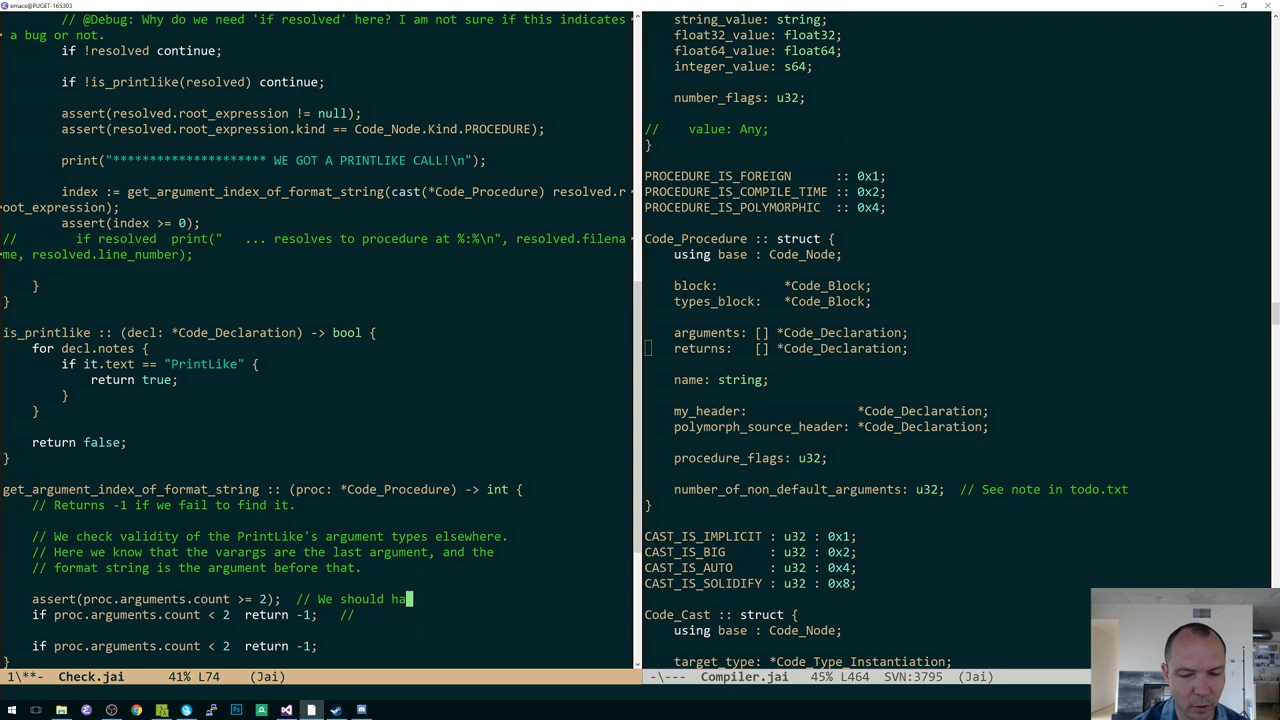 emacs@PUGET-165303
// @Debug: Why do we need 'if resolved' here? I am not sure if this indicates
a bug or not.
if !resolved continue;
if !is_printlike(resolved) continue;
assert(resolved.root_expression != null);
assert(resolved.root_expression.kind == Code_Node.Kind.PROCEDURE);
print("********************* WE GOT A PRINTLIKE CALL!\n");
index := get_argument_index_of_format_string(cast(*Code_Procedure) resolved.r
oot_expression);
assert(index >= 0);
// if resolved print(" ... resolves to procedure at %:%\n", resolved.filena
me, resolved.line_number);
}
}
is_printlike :: (decl: *Code_Declaration) -> bool {
for decl.notes {
if it.text == "PrintLike" {
return true;
}
}
return false;
}
get_argument_index_of_format_string :: (proc: *Code_Procedure) -> int {
// Returns -1 if we fail to find it.
// We check validity of the PrintLike's argument types elsewhere.
// Here we know that the varargs are the last argument, and the
// format string is the argument before that.
assert(proc.arguments.count >= 2); // We should ha
if proc.arguments.count < 2 return -1; //
if proc.arguments.count < 2 return -1;
}
1\**- Check.jai 41% L74 (Jai)
string_value: string;
float32_value: float32;
float64_value: float64;
integer_value: s64;
number_flags: u32;
// value: Any;
}
PROCEDURE_IS_FOREIGN :: 0x1;
PROCEDURE_IS_COMPILE_TIME :: 0x2;
PROCEDURE_IS_POLYMORPHIC :: 0x4;
Code_Procedure :: struct {
using base : Code_Node;
block: *Code_Block;
types_block: *Code_Block;
arguments: [] *Code_Declaration;
returns: [] *Code_Declaration;
name: string;
my_header: *Code_Declaration;
polymorph_source_header: *Code_Declaration;
procedure_flags: u32;
number_of_non_default_arguments: u32; // See note in todo.txt
}
CAST_IS_IMPLICIT : u32 : 0x1;
CAST_IS_BIG : u32 : 0x2;
CAST_IS_AUTO : u32 : 0x4;
CAST_IS_SOLIDIFY : u32 : 0x8;
Code_Cast :: struct {
using base : Code_Node;
target_type: *Code_Type_Instantiation;
-\--- Compiler.jai 45% L464 SVN:3795 (Jai)